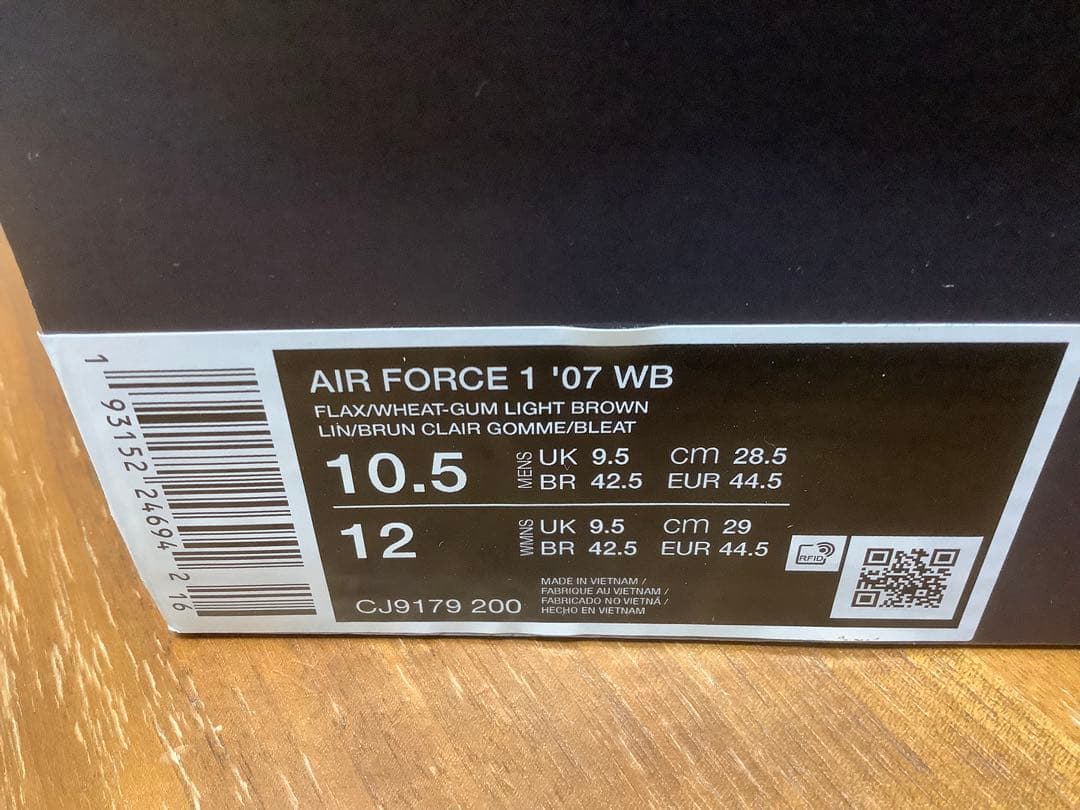 AIR FORCE 1 '07 WB
FLAX/WHEAT-GUM LIGHT BROWN
LIN/BRUN CLAIR GOMME/BLEAT
10.5 MENS UK 9.5 cm 28.5
BR 42.5 EUR 44.5
12 WMNS UK 9.5 cm 29
BR 42.5 EUR 44.5
RFID
CJ9179 200
MADE IN VIETNAM /
FABRIQUE AU VIETNAM /
FABRICADO NO VIETNÃ /
HECHO EN VIETNAM
1 93152 24694 2 16